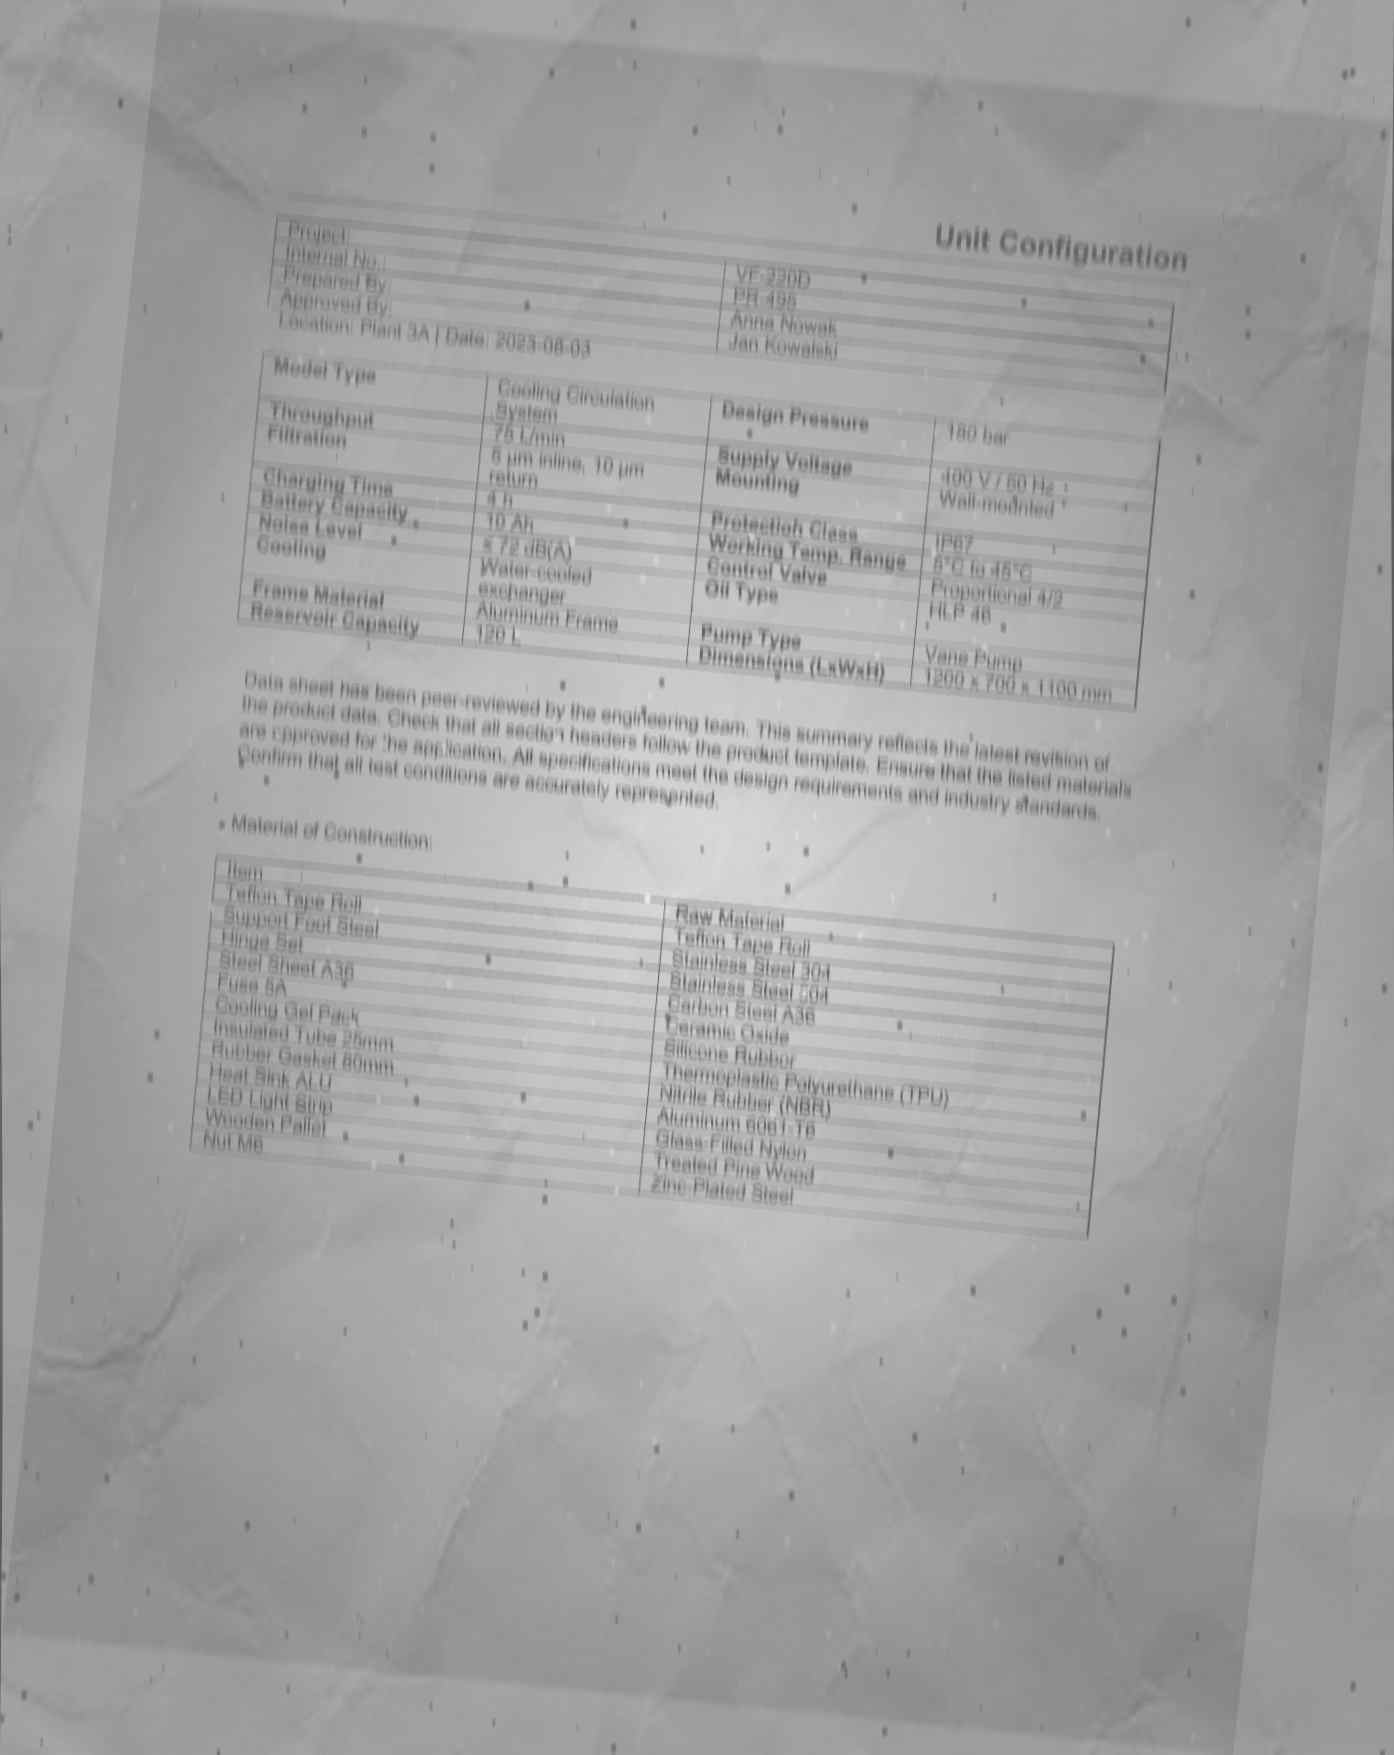 Unit Configuration
Project: VF-220D
Internal No.: PR-495
Prepared By: Anna Nowak
Approved By: Jan Kowalski
Location: Plant 3A | Date: 2023-08-03
Model Type Cooling Circulation System Design Pressure 180 bar
Throughput 75 L/min Supply Voltage 400 V / 50 Hz
Filtration 5 µm inline, 10 µm return Mounting Wall-mounted
Charging Time 4 h Protection Class IP67
Battery Capacity 10 Ah Working Temp. Range 5°C to 45°C
Noise Level ≤ 72 dB(A) Control Valve Proportional 4/2
Cooling Water-cooled exchanger Oil Type HLP 46
Frame Material Aluminum Frame Pump Type Vane Pump
Reservoir Capacity 120 L Dimensions (LxWxH) 1200 x 700 x 1100 mm
Data sheet has been peer-reviewed by the engineering team. This summary reflects the latest revision of
the product data. Check that all section headers follow the product template. Ensure that the listed materials
are approved for the application. All specifications meet the design requirements and industry standards.
Confirm that all test conditions are accurately represented.
• Material of Construction:
Item Raw Material
Teflon Tape Roll Teflon Tape Roll
Support Foot Steel Stainless Steel 304
Hinge Set Stainless Steel 304
Steel Sheet A36 Carbon Steel A36
Fuse 5A Ceramic Oxide
Cooling Gel Pack Silicone Rubber
Insulated Tube 25mm Thermoplastic Polyurethane (TPU)
Rubber Gasket 80mm Nitrile Rubber (NBR)
Heat Sink ALU Aluminum 6061-T6
LED Light Strip Glass-Filled Nylon
Wooden Pallet Treated Pine Wood
Nut M6 Zinc-Plated Steel